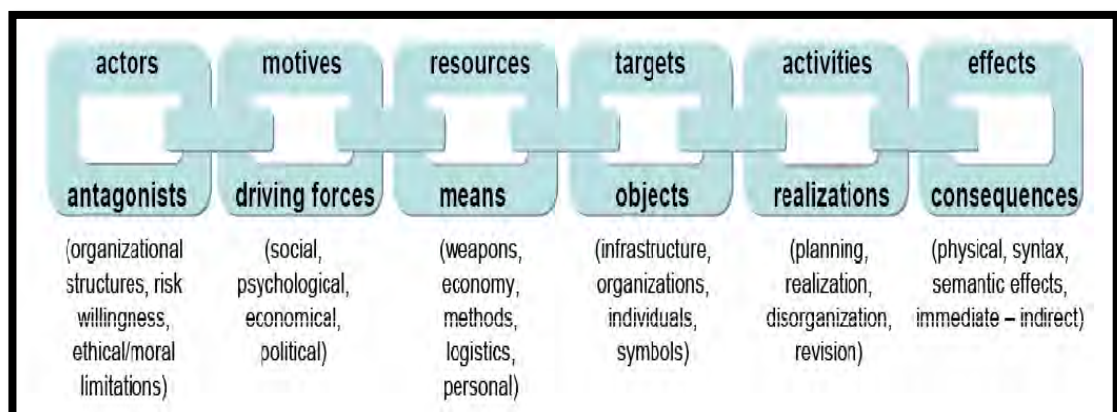 actors motives resources targets activities effects
antagonists driving forces means objects realizations consequences
(organizational
structures, risk
willingness,
ethical/moral
limitations)
(social,
psychological,
economical,
political)
(weapons,
economy,
methods,
logistics,
personal)
(infrastructure,
organizations,
individuals,
symbols)
(planning,
realization,
disorganization,
revision)
(physical, syntax,
semantic effects,
immediate – indirect)